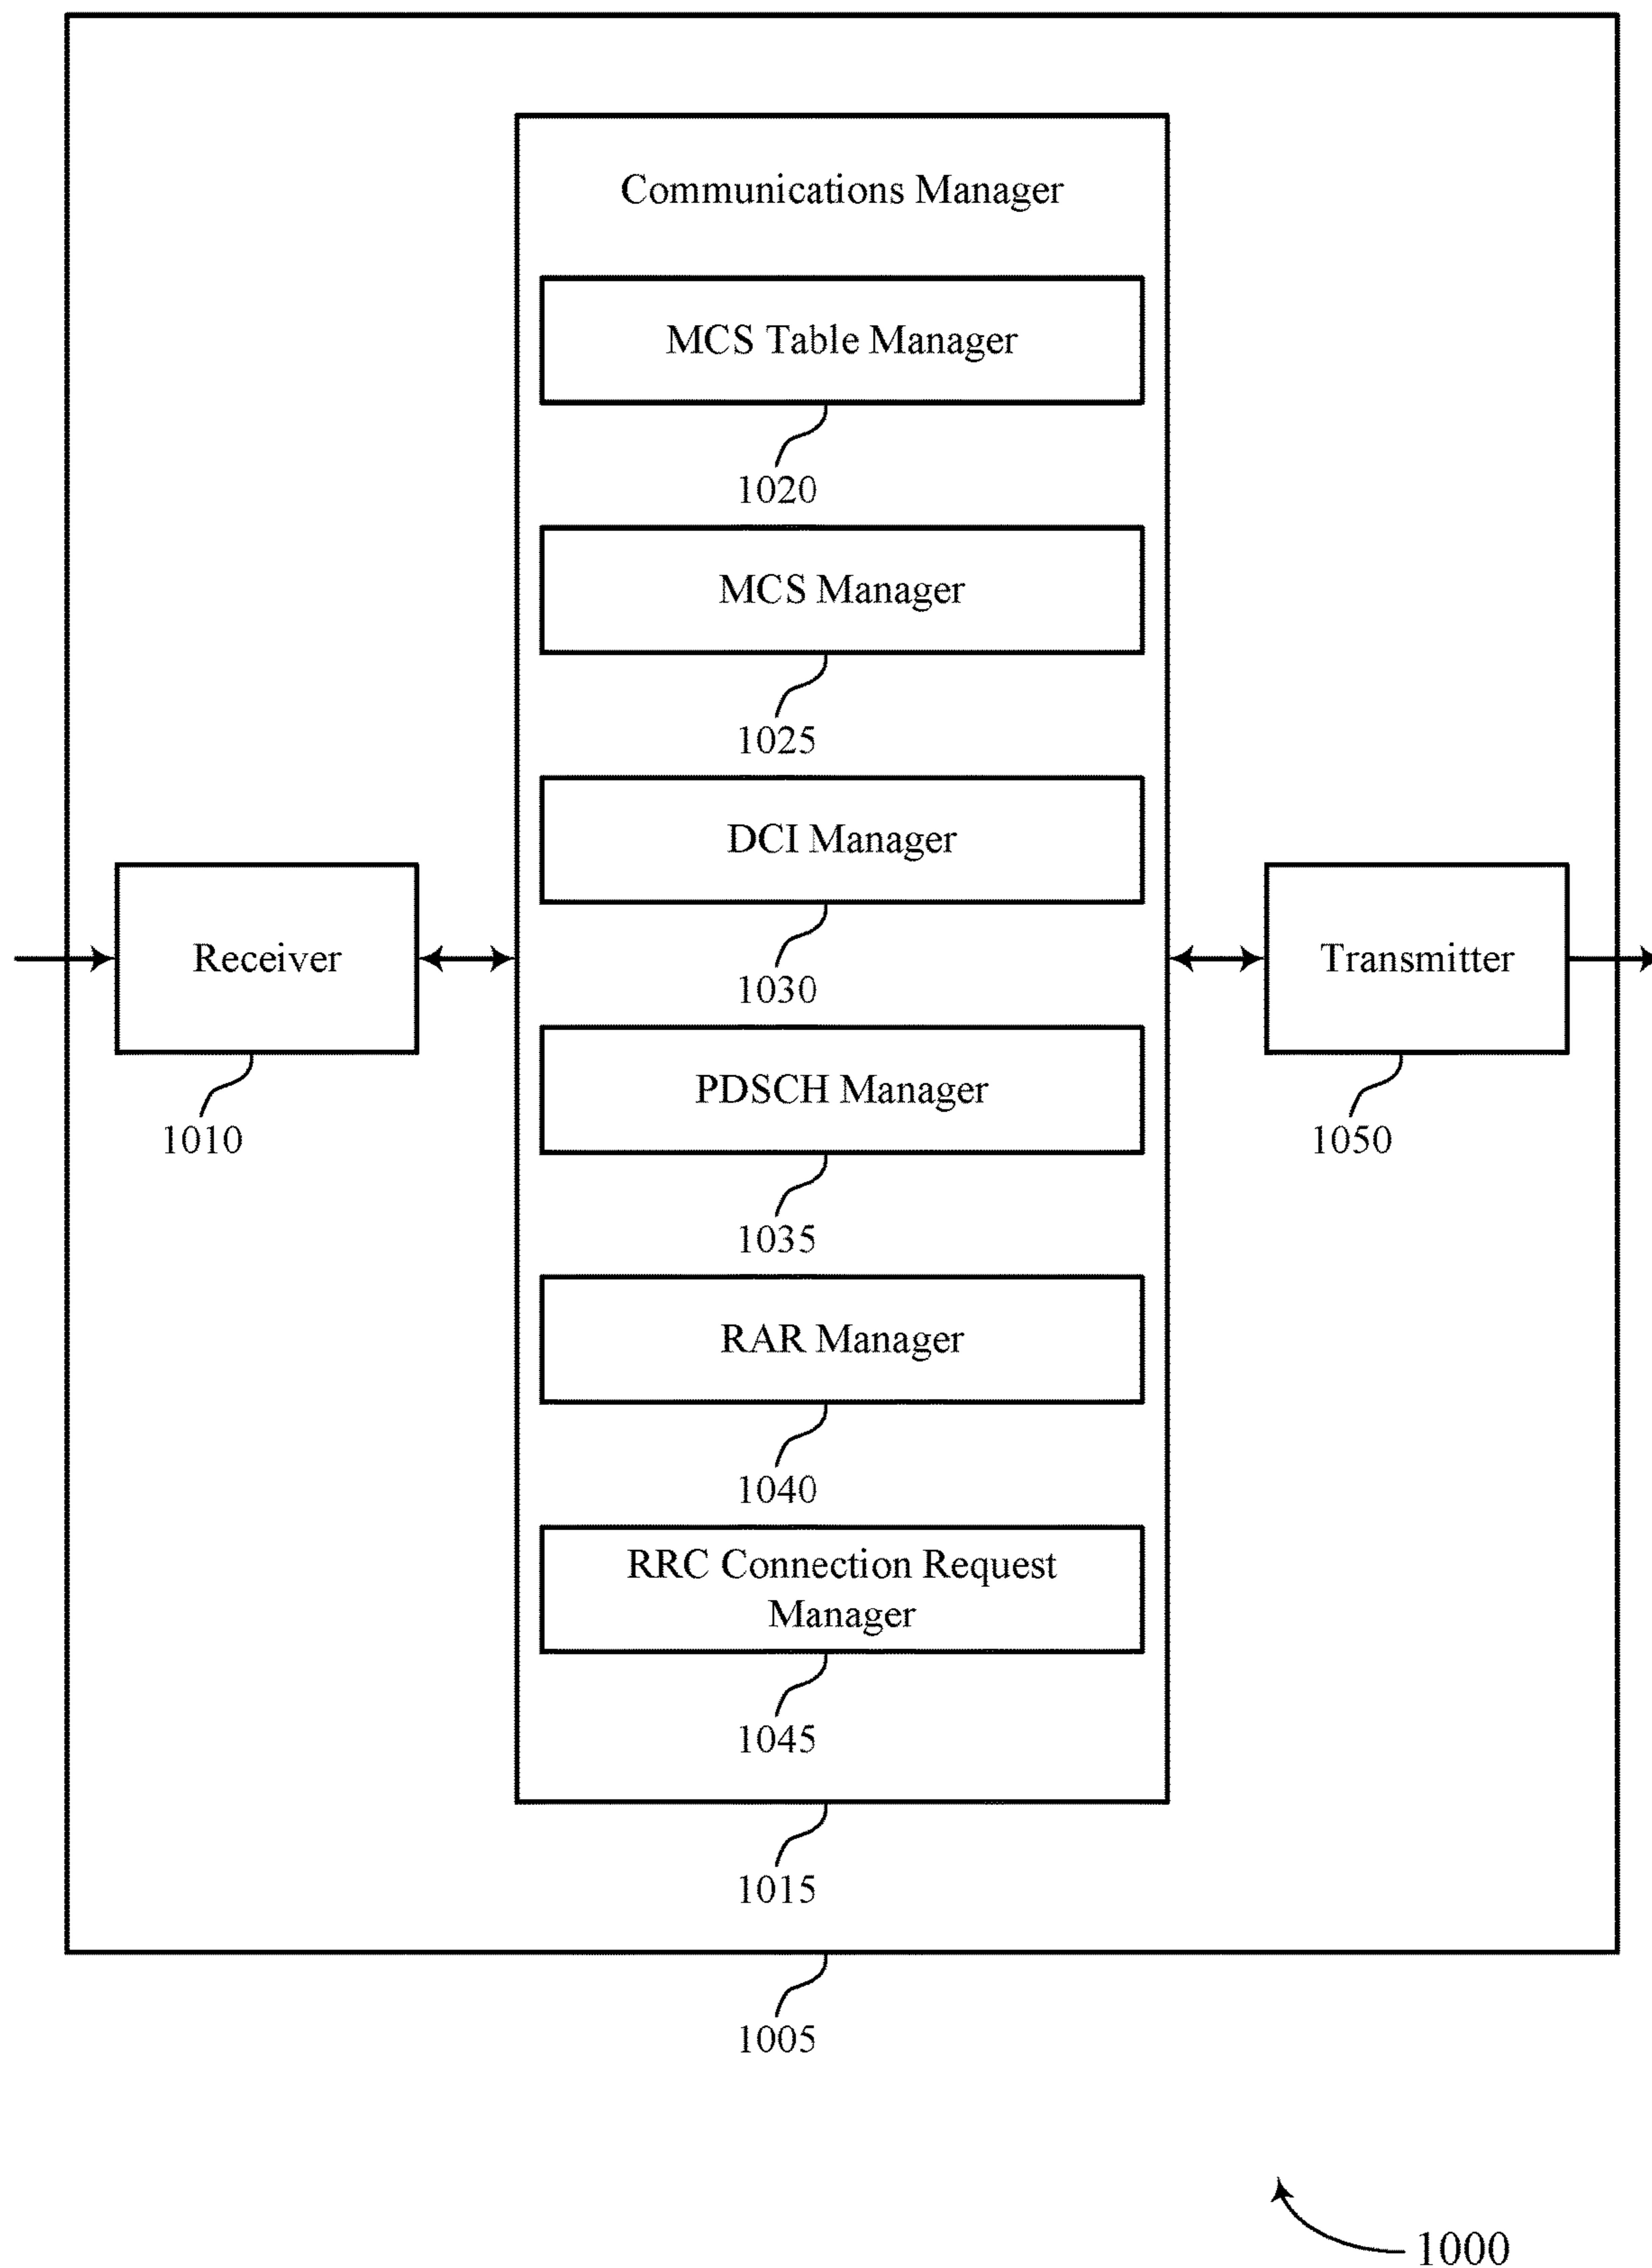 Communications Manager
MCS Table Manager
1020
MCS Manager
1025
DCI Manager
1030
Receiver
1010
Transmitter
1050
PDSCH Manager
1035
RAR Manager
1040
RRC Connection Request
Manager
1045
1015
1005
1000